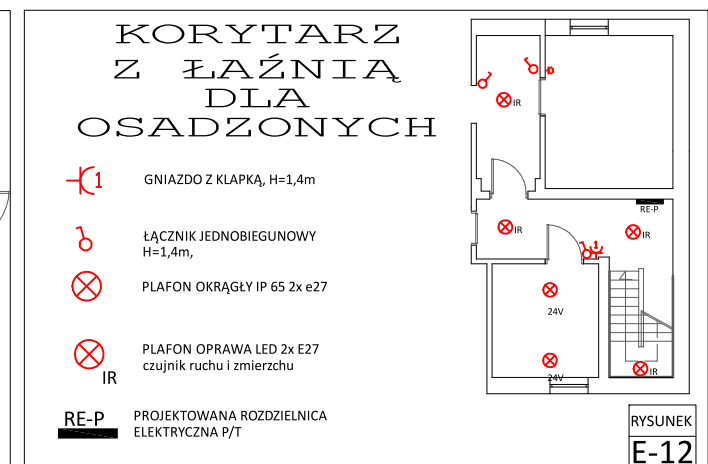 KORYTARZ
Z ŁAŹNIĄ
DLA
OSADZONYCH
1
GNIAZDO Z KLAPKĄ, H=1,4m
ŁĄCZNIK JEDNOBIEGUNOWY
H=1,4m,
PLAFON OKRĄGŁY IP 65 2x e27
IR
PLAFON OPRAWA LED 2x E27
czujnik ruchu i zmierzchu
RE-P
PROJEKTOWANA ROZDZIELNICA
ELEKTRYCZNA P/T
IR
RE-P
IR
IR
1
24V
24V
IR
RYSUNEK
E-12